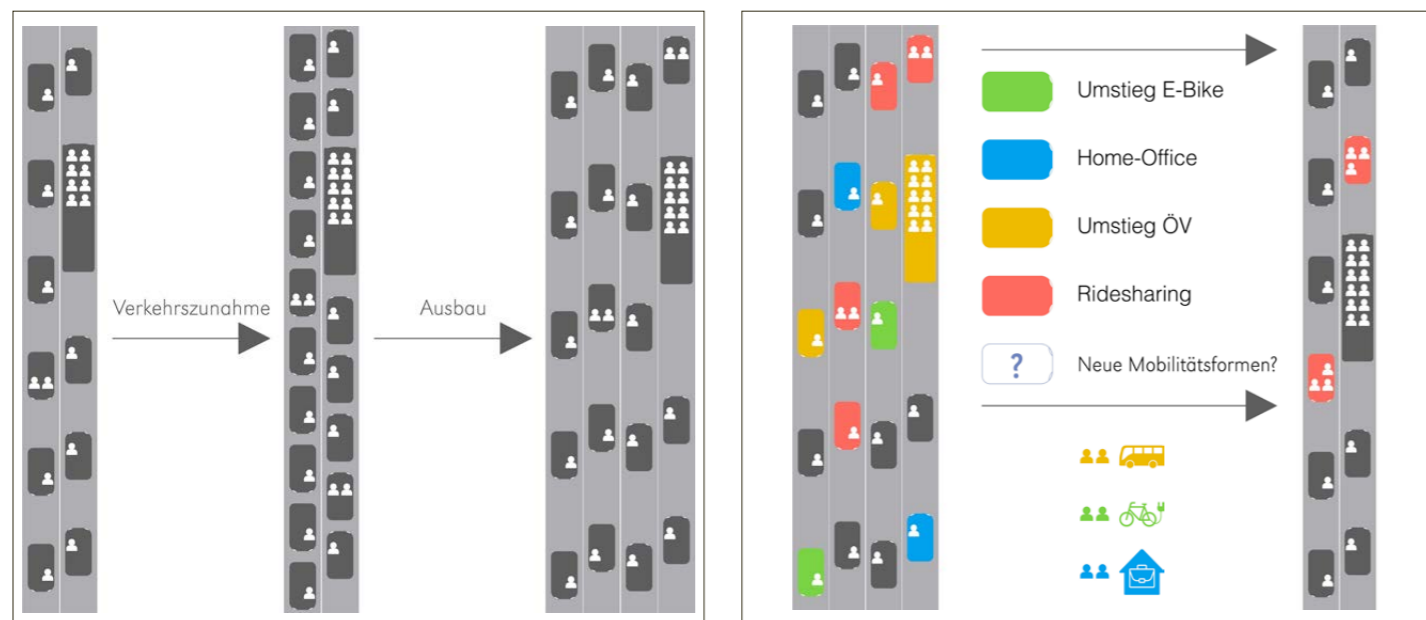 Verkehrszunahme
Ausbau
Umstieg E-Bike
Home-Office
Umstieg ÖV
Ridesharing
?
Neue Mobilitätsformen?